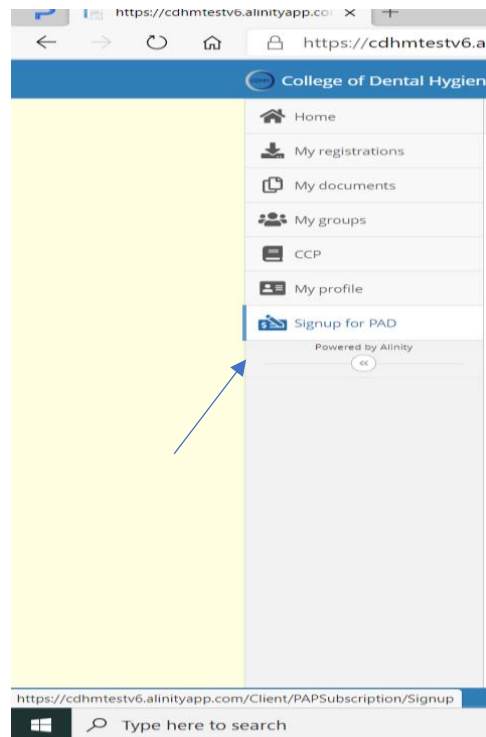 https://cdhmtestv6.alinityapp.co
https://cdhmtestv6.a
College of Dental Hygien
Home
My registrations
My documents
My groups
CCP
My profile
Signup for PAD
Powered by Alinity
https://cdhmtestv6.alinityapp.com/Client/PAPSubscription/Signup
Type here to search